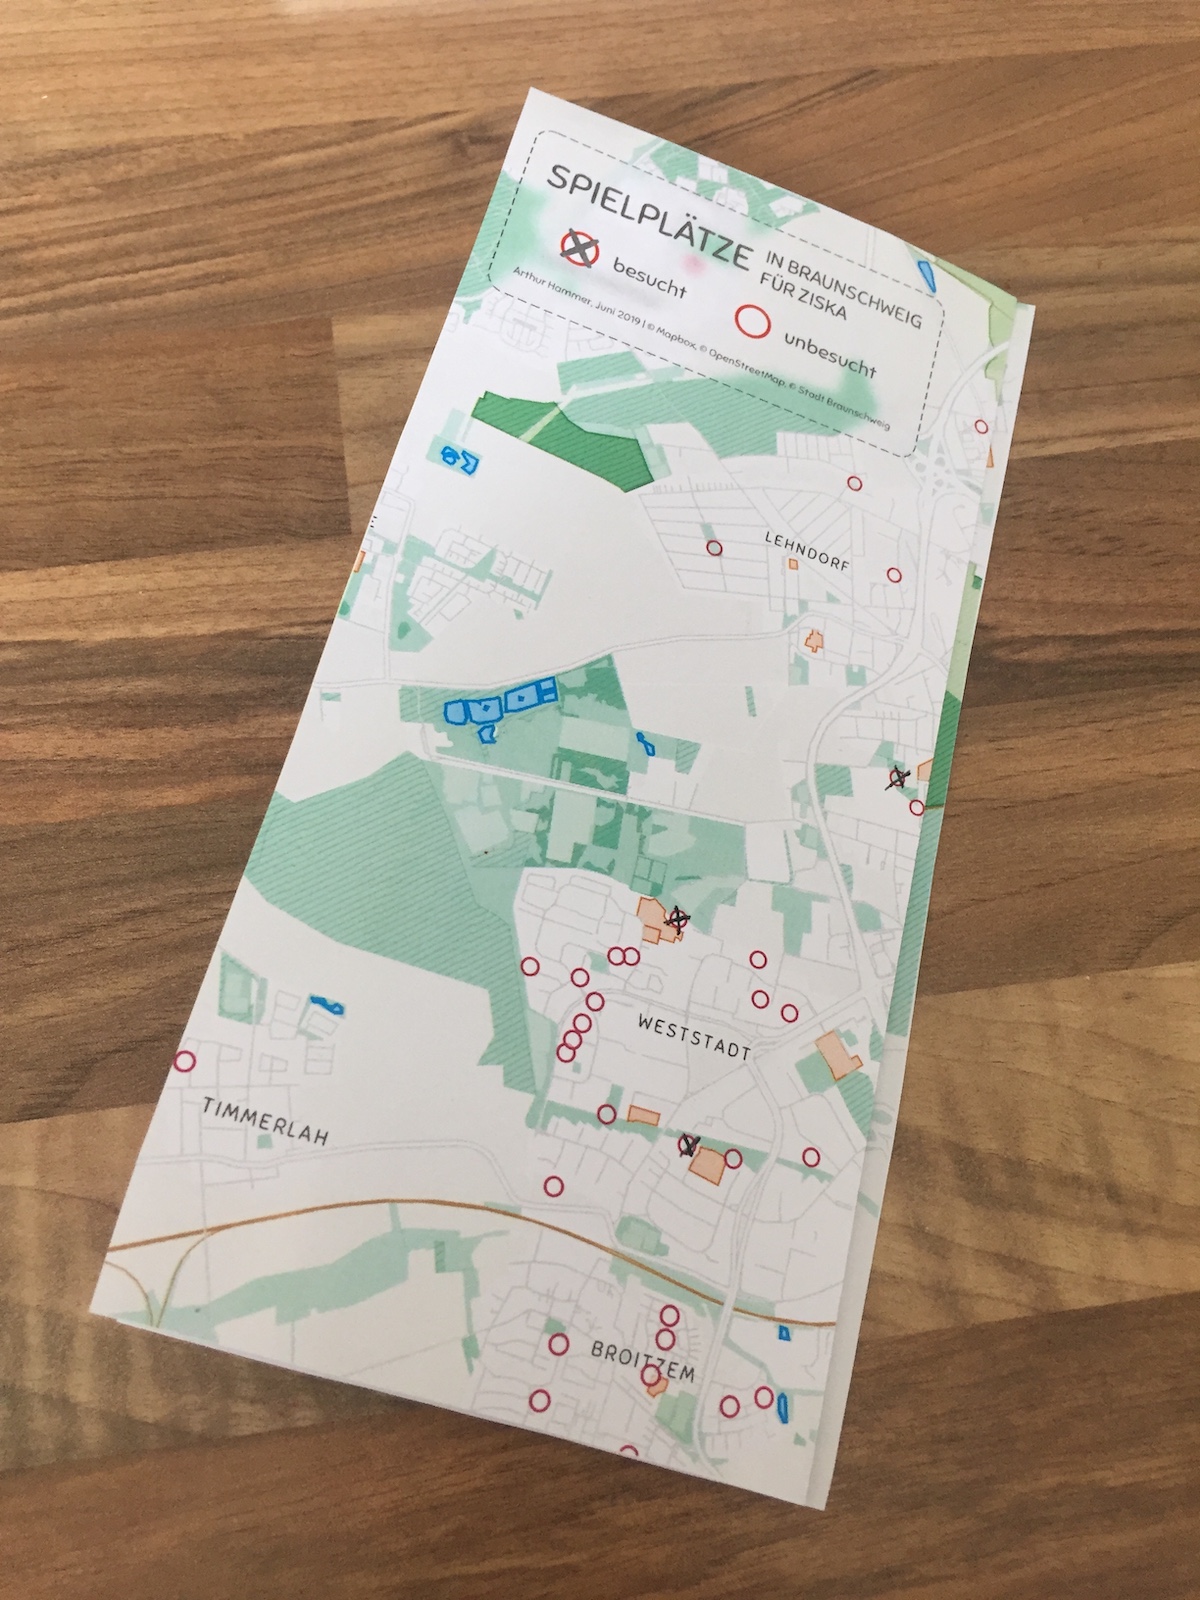 SPIELPLÄTZE
IN BRAUNSCHWEIG
FÜR ZISKA
besucht
unbesucht
Arthur Hammer, Juni 2019 | © Mapbox, © OpenStreetMap, © Stadt Braunschweig
LEHNDORF
WESTSTADT
TIMMERLAH
BROITZEM